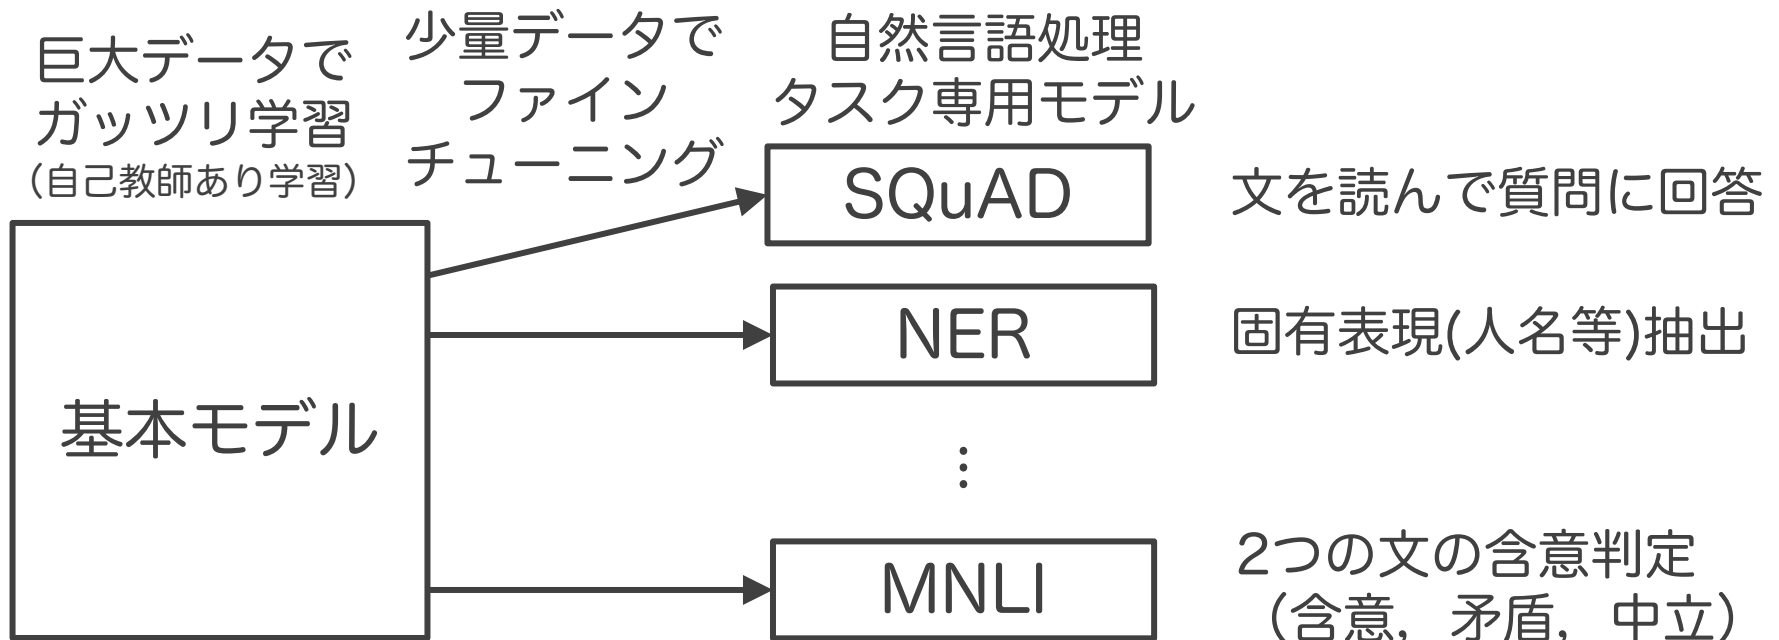 巨大データで
ガッツリ学習
（自己教師あり学習）
少量データで
ファイン
チューニング
自然言語処理
タスク専用モデル
基本モデル
SQuAD
文を読んで質問に回答
NER
固有表現(人名等)抽出
⋮
MNLI
2つの文の含意判定
（含意，矛盾，中立）